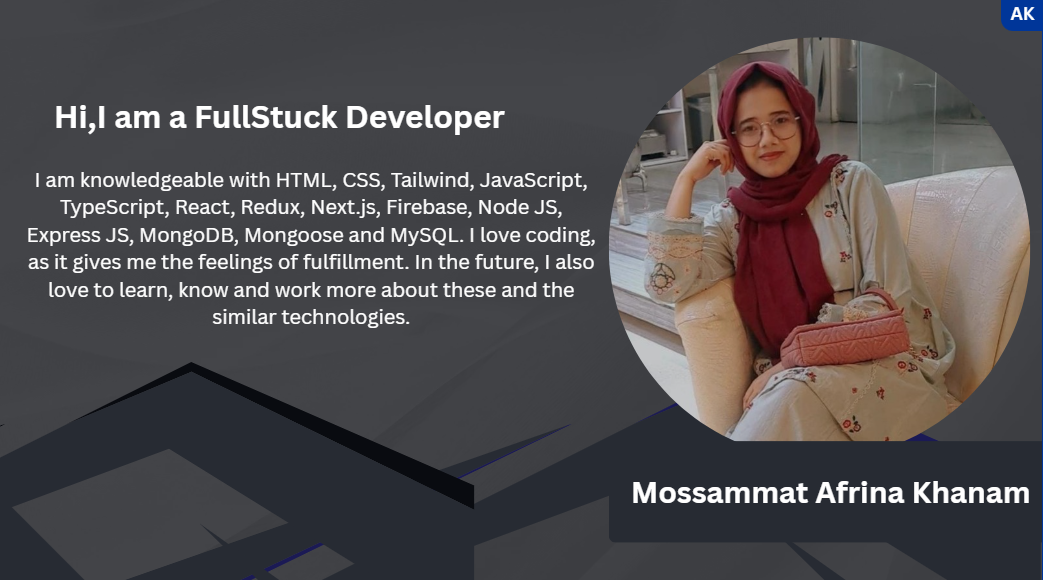 AK
Hi,I am a FullStuck Developer
I am knowledgeable with HTML, CSS, Tailwind, JavaScript,
TypeScript, React, Redux, Next.js, Firebase, Node JS,
Express JS, MongoDB, Mongoose and MySQL. I love coding,
as it gives me the feelings of fulfillment. In the future, I also
love to learn, know and work more about these and the
similar technologies.
Mossammat Afrina Khanam